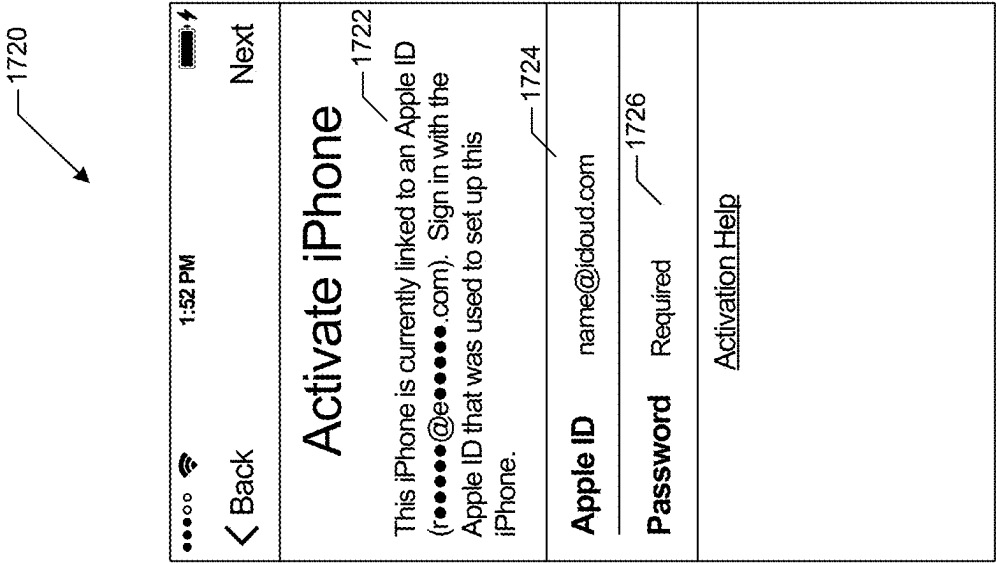 1720
●●●○○ 1:52 PM
Back Next
Activate iPhone
This iPhone is currently linked to an Apple ID
(r●●●●●@e●●●●●●.com). Sign in with the
Apple ID that was used to set up this
iPhone.
1722
Apple ID name@icloud.com
1724
Password Required
1726
Activation Help